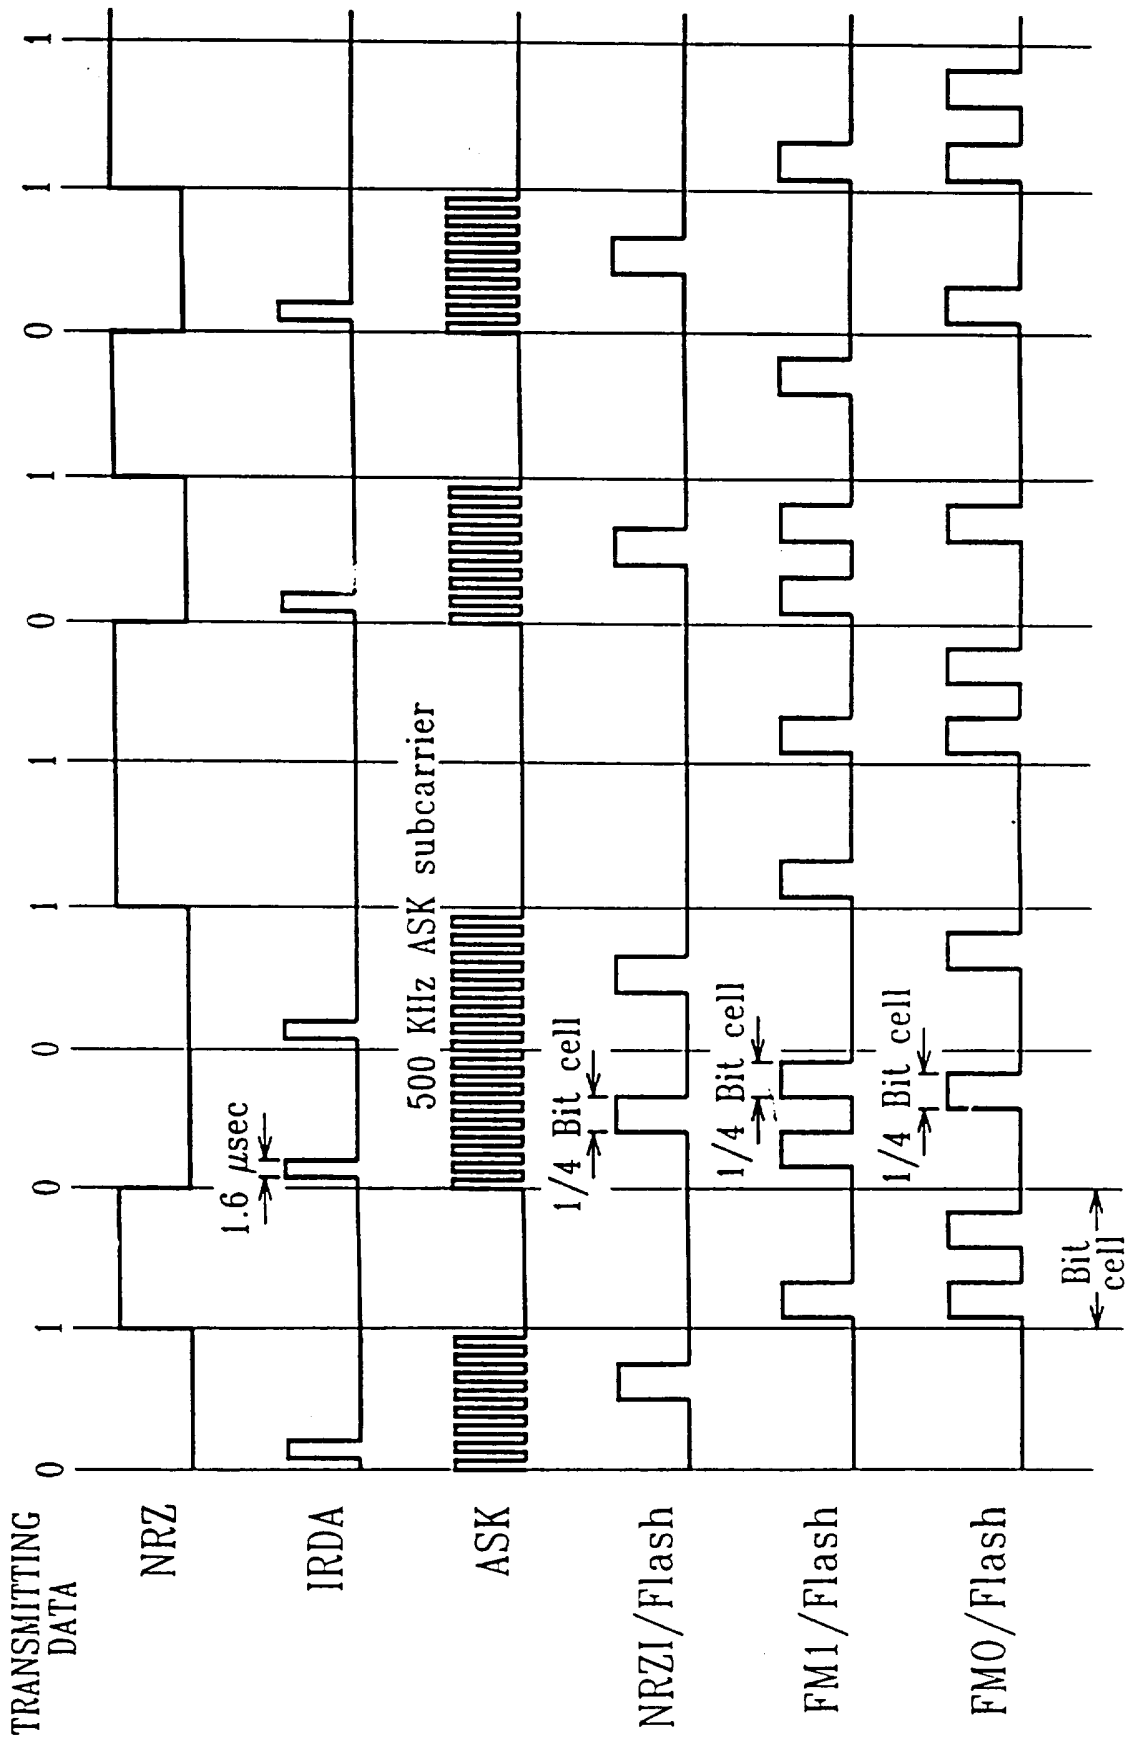 TRANSMITTING
DATA
0 1 0 0 1 1 0 1 0 1 1
NRZ
IRDA
1.6 μsec
ASK
500 KHz ASK subcarrier
NRZI/Flash
1/4 Bit cell
FM1/Flash
1/4 Bit cell
FM0/Flash
1/4 Bit cell
Bit
cell